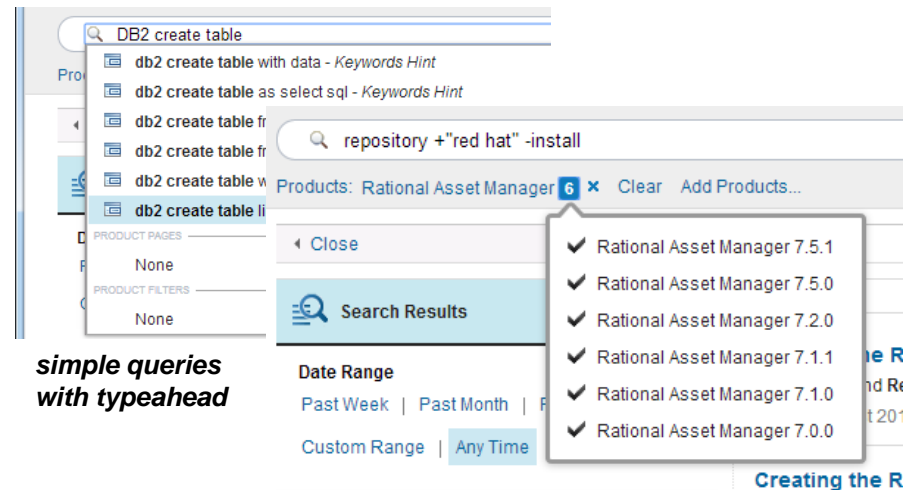 DB2 create table
db2 create table with data - Keywords Hint
db2 create table as select sql - Keywords Hint
db2 create table
db2 create table
db2 create table
db2 create table
PRODUCT PAGES
None
PRODUCT FILTERS
None
simple queries
with typeahead
repository +"red hat" -install
Products: Rational Asset Manager 6 × Clear Add Products...
Close
Search Results
Date Range
Past Week | Past Month |
Custom Range | Any Time
✔ Rational Asset Manager 7.5.1
✔ Rational Asset Manager 7.5.0
✔ Rational Asset Manager 7.2.0
✔ Rational Asset Manager 7.1.1
✔ Rational Asset Manager 7.1.0
✔ Rational Asset Manager 7.0.0
Creating the R